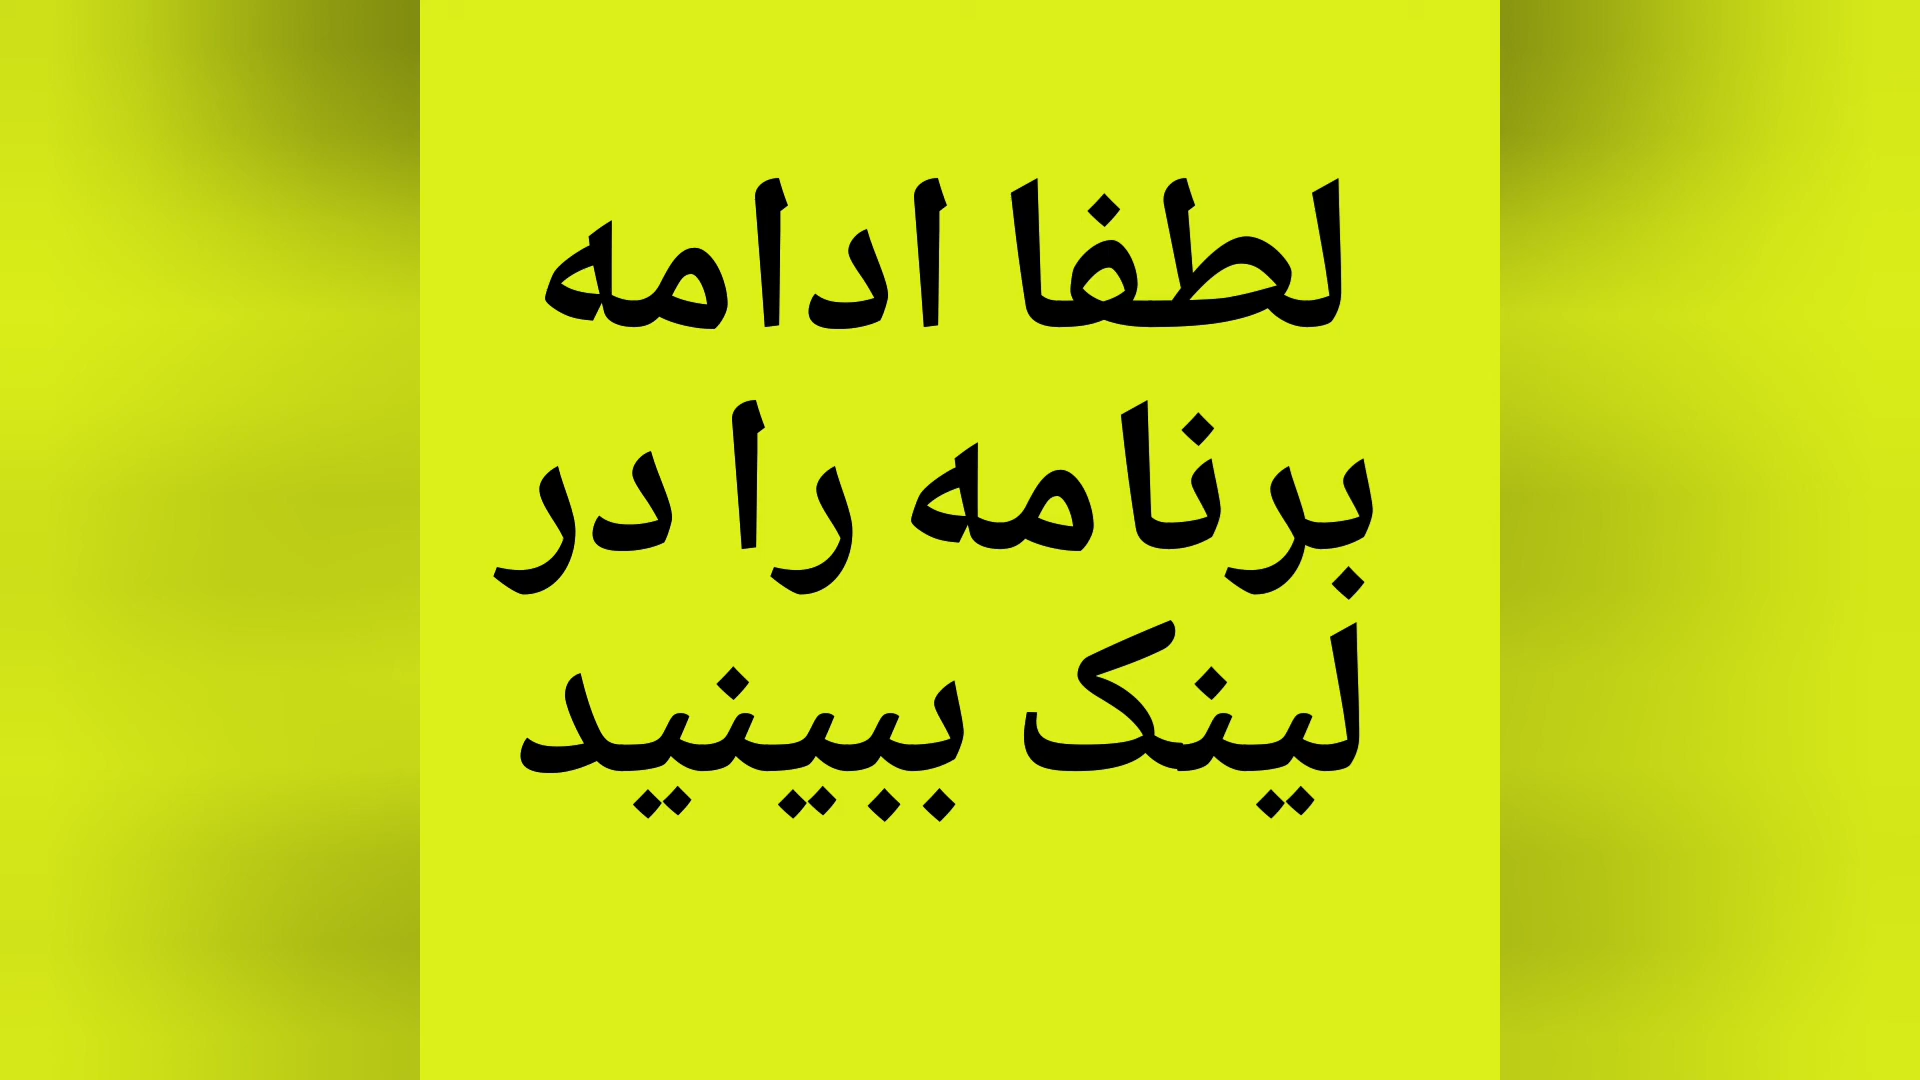 لطفا ادامه
برنامه را در
لینک ببینید